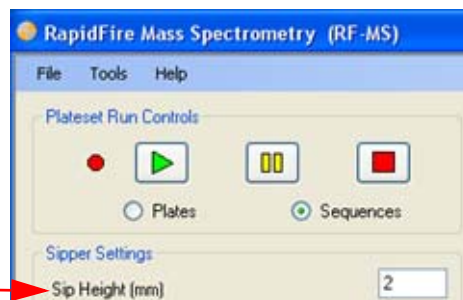 RapidFire Mass Spectrometry (RF-MS)
File Tools Help
Plateset Run Controls
Plates Sequences
Sipper Settings
Sip Height (mm) 2